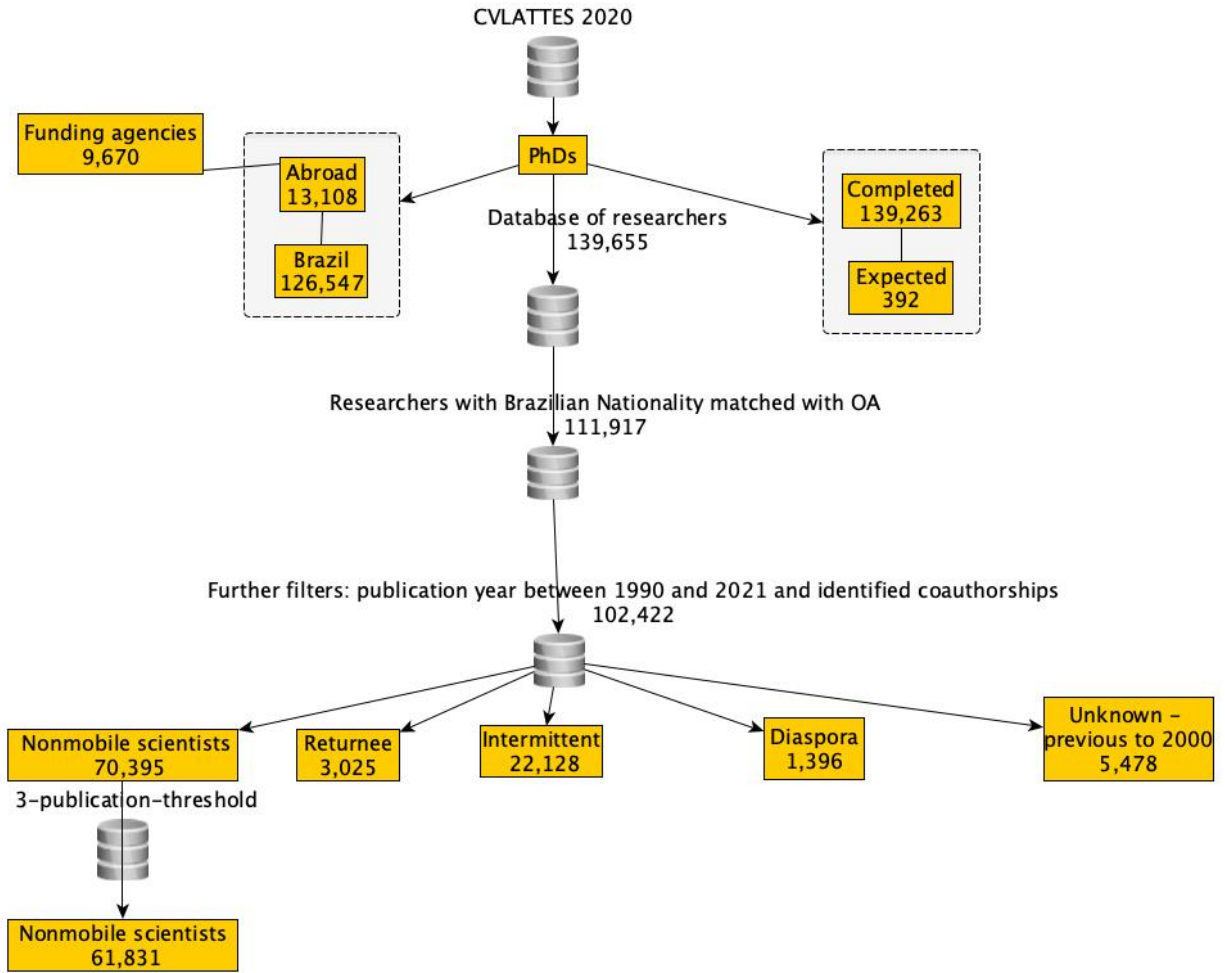 CVLATTES 2020
Funding agencies
9,670
Abroad
13,108
Brazil
126,547
PhDs
Completed
139,263
Expected
392
Database of researchers
139,655
Researchers with Brazilian Nationality matched with OA
111,917
Further filters: publication year between 1990 and 2021 and identified coauthorships
102,422
Nonmobile scientists
70,395
Returnee
3,025
Intermittent
22,128
Diaspora
1,396
Unknown –
previous to 2000
5,478
3-publication-threshold
Nonmobile scientists
61,831